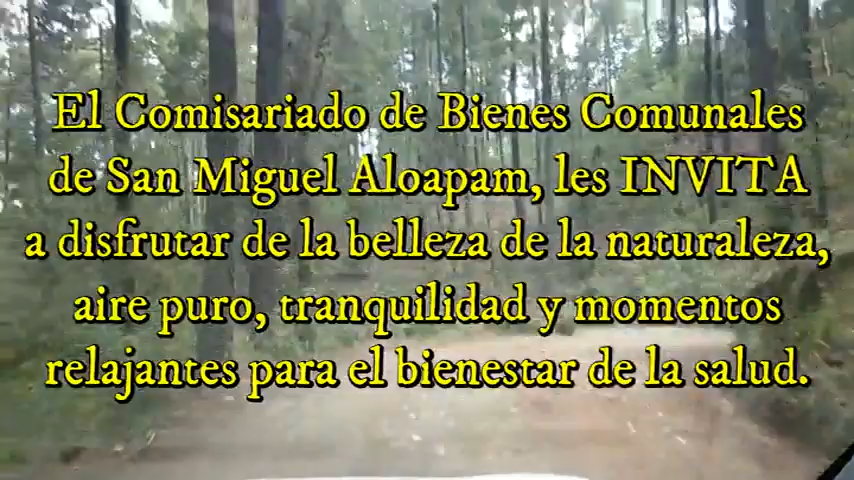 El Comisariado de Bienes Comunales
de San Miguel Aloapam, les INVITA
a disfrutar de la belleza de la naturaleza,
aire puro, tranquilidad y momentos
relajantes para el bienestar de la salud.